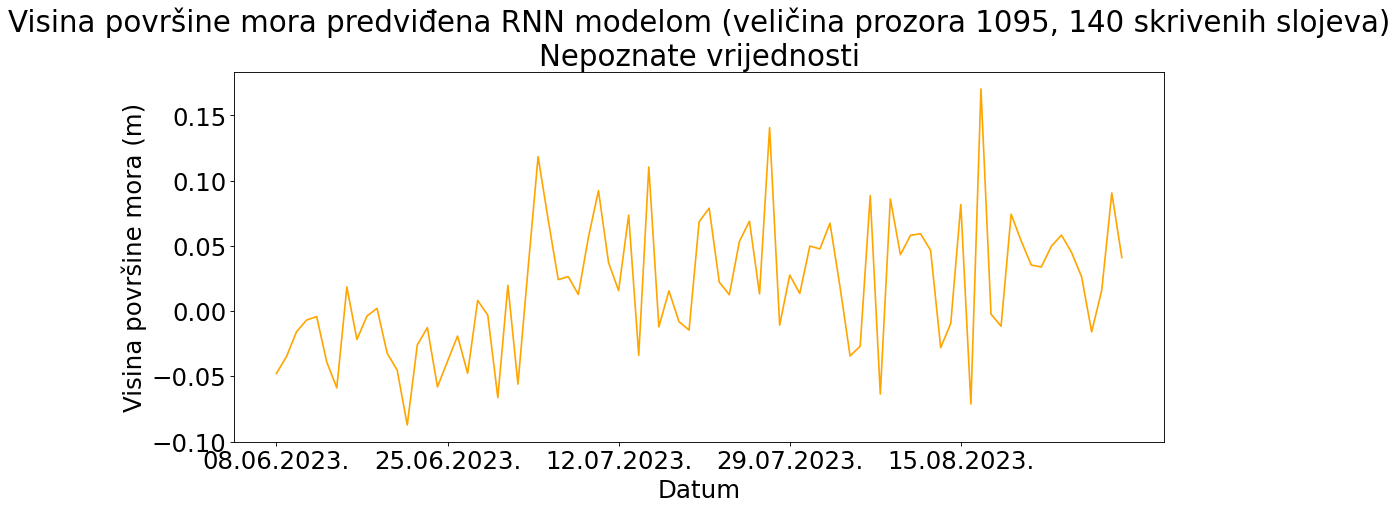 Visina površine mora predviđena RNN modelom (veličina prozora 1095, 140 skrivenih slojeva)
Nepoznate vrijednosti
Visina površine mora (m)
0.15
0.10
0.05
0.00
−0.05
−0.10
08.06.2023. 25.06.2023. 12.07.2023. 29.07.2023. 15.08.2023.
Datum